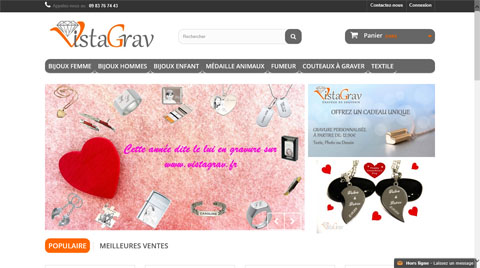 Appelez-nous au : 09 83 76 74 43
Contactez-nous Connexion
VistaGrav
Rechercher
Panier
BIJOUX FEMME BIJOUX HOMMES BIJOUX ENFANT MÉDAILLE ANIMAUX FUMEUR COUTEAUX À GRAVER TEXTILE
Cette année dite le lui en gravure sur
www.vistagrav.fr
VistaGrav
OFFREZ UN CADEAU UNIQUE
GRAVURE PERSONNALISÉE
À PARTIR DE 12,90€
Texte, Photo ou Dessin
POPULAIRE MEILLEURES VENTES
Hors ligne - Laissez un message